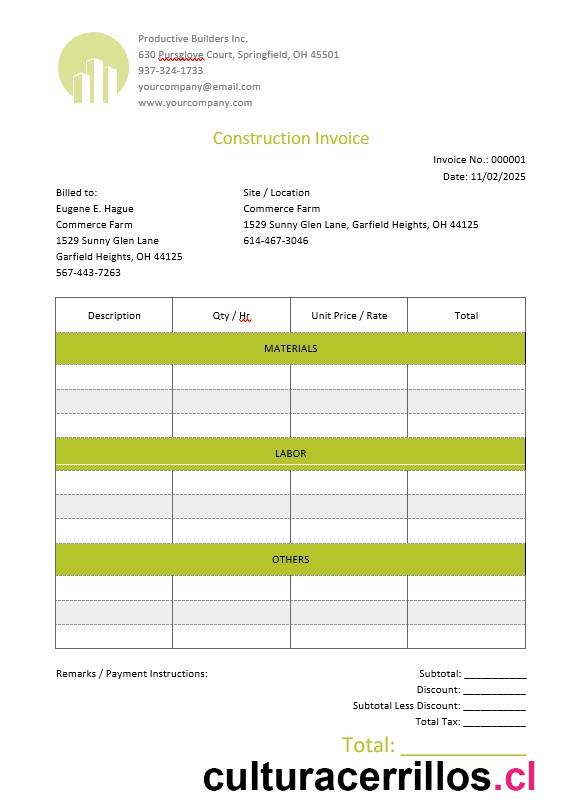 Productive Builders Inc.
630 Pursglove Court, Springfield, OH 45501
937-324-1733
yourcompany@email.com
www.yourcompany.com
Construction Invoice
Invoice No.: 000001
Date: 11/02/2025
Billed to:
Eugene E. Hague
Commerce Farm
1529 Sunny Glen Lane
Garfield Heights, OH 44125
567-443-7263
Site / Location
Commerce Farm
1529 Sunny Glen Lane, Garfield Heights, OH 44125
614-467-3046
Description Qty / Hr Unit Price / Rate Total
MATERIALS
LABOR
OTHERS
Remarks / Payment Instructions:
Subtotal: ___________
Discount: ___________
Subtotal Less Discount: ___________
Total Tax: ___________
Total: ___________
culturacerrillos.cl